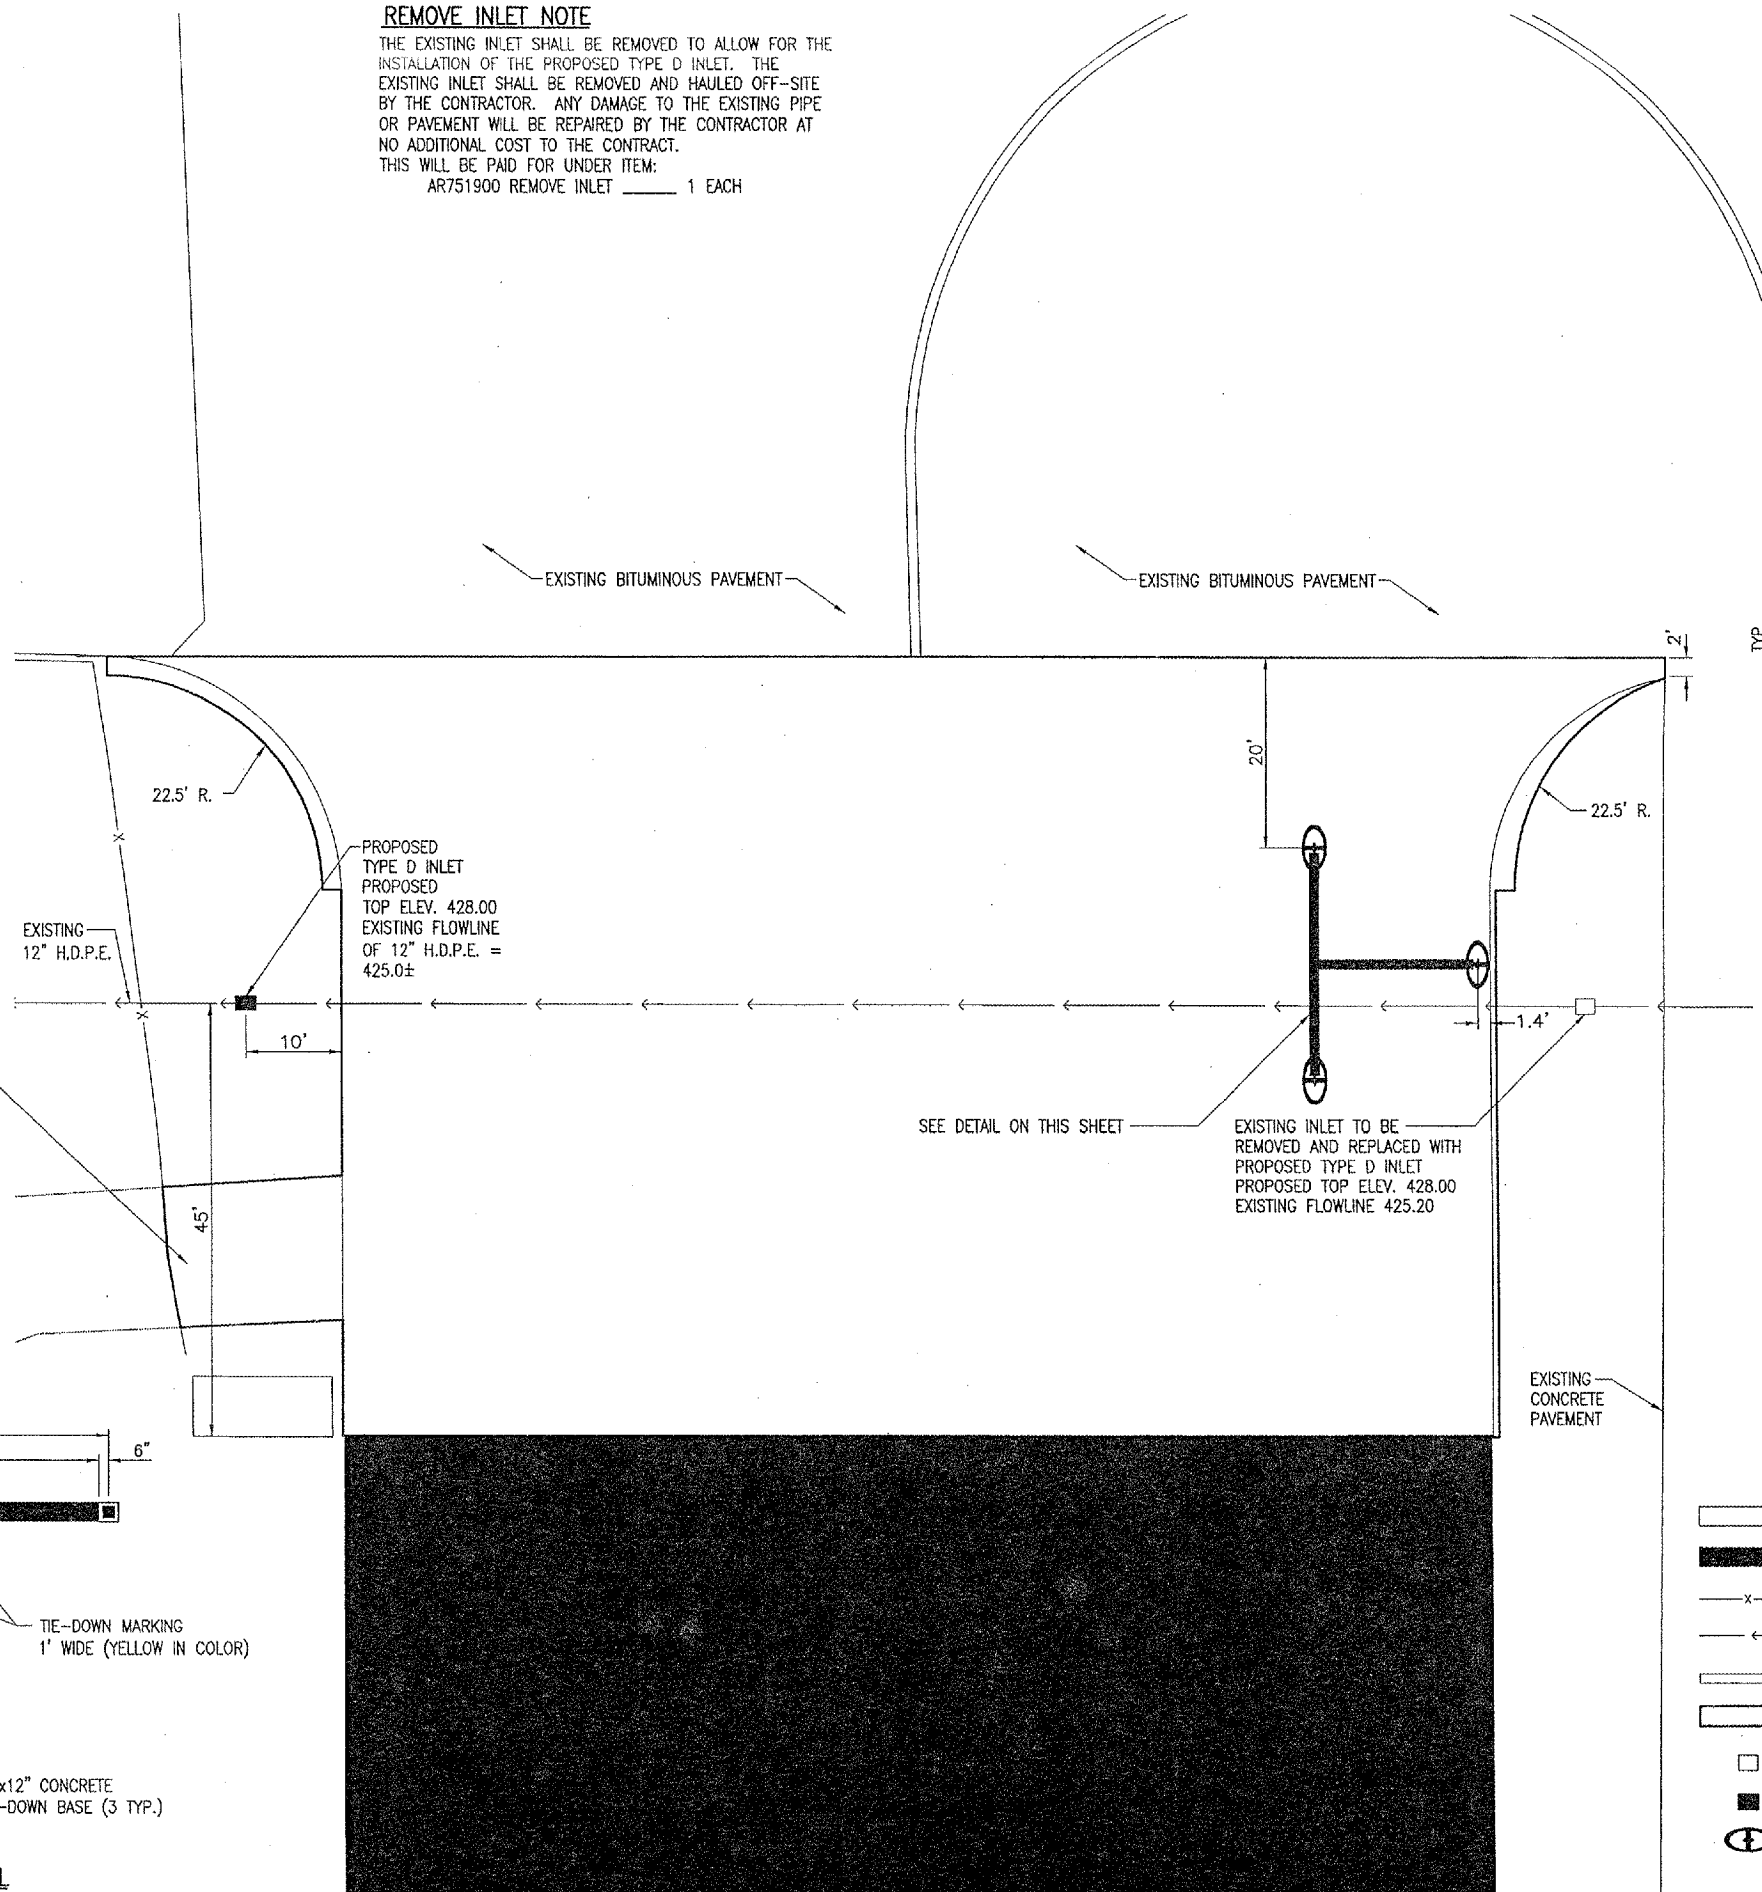 REMOVE INLET NOTE
THE EXISTING INLET SHALL BE REMOVED TO ALLOW FOR THE
INSTALLATION OF THE PROPOSED TYPE D INLET. THE
EXISTING INLET SHALL BE REMOVED AND HAULED OFF-SITE
BY THE CONTRACTOR. ANY DAMAGE TO THE EXISTING PIPE
OR PAVEMENT WILL BE REPAIRED BY THE CONTRACTOR AT
NO ADDITIONAL COST TO THE CONTRACT.
THIS WILL BE PAID FOR UNDER ITEM:
AR751900 REMOVE INLET ______ 1 EACH
EXISTING BITUMINOUS PAVEMENT
EXISTING BITUMINOUS PAVEMENT
2'
TYP
20'
22.5' R.
22.5' R.
PROPOSED
TYPE D INLET
PROPOSED
TOP ELEV. 428.00
EXISTING FLOWLINE
OF 12" H.D.P.E. =
425.0±
EXISTING
12" H.D.P.E.
X
X
10'
1.4'
SEE DETAIL ON THIS SHEET
EXISTING INLET TO BE
REMOVED AND REPLACED WITH
PROPOSED TYPE D INLET
PROPOSED TOP ELEV. 428.00
EXISTING FLOWLINE 425.20
45'
EXISTING
CONCRETE
PAVEMENT
6"
TIE-DOWN MARKING
1' WIDE (YELLOW IN COLOR)
X
x12" CONCRETE
-DOWN BASE (3 TYP.)
L